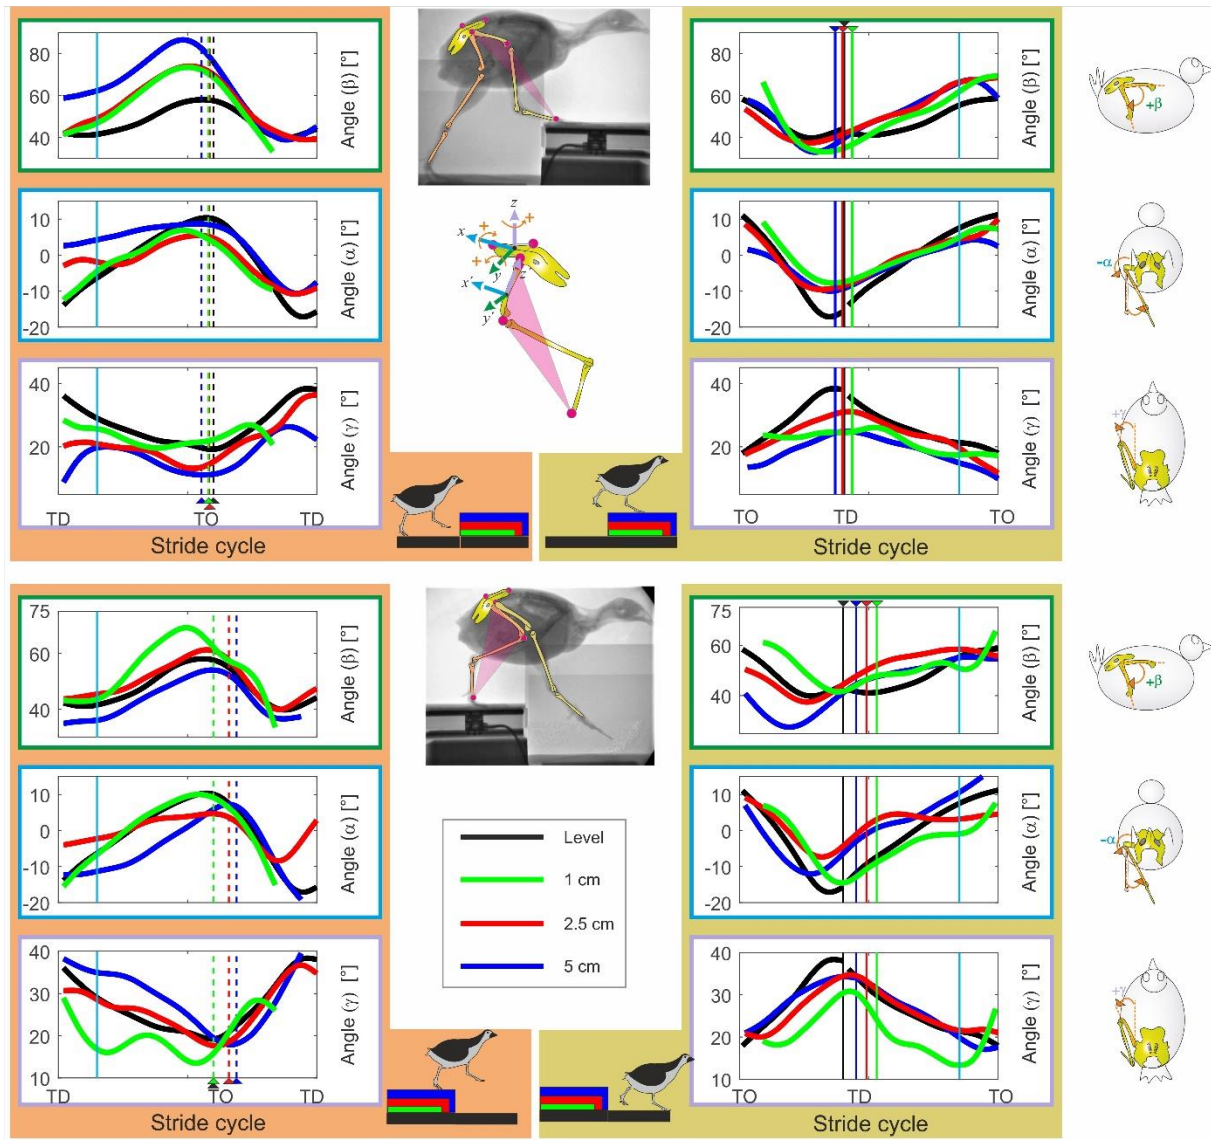 80
60
40
Angle (β) [°]
10
0
-10
-20
Angle (α) [°]
40
20
Angle (γ) [°]
TD
TO
TD
Stride cycle
z
+
+
x
+
y
z'
x'
y'
80
60
40
Angle (β) [°]
10
0
-10
-20
Angle (α) [°]
40
20
Angle (γ) [°]
TO
TD
TO
Stride cycle
+β
-α
+γ
75
60
40
Angle (β) [°]
10
0
-10
-20
Angle (α) [°]
40
30
20
10
Angle (γ) [°]
TD
TO
TD
Stride cycle
Level
1 cm
2.5 cm
5 cm
75
60
40
Angle (β) [°]
10
0
-10
-20
Angle (α) [°]
40
30
20
10
Angle (γ) [°]
TO
TD
TO
Stride cycle
+β
-α
+γ